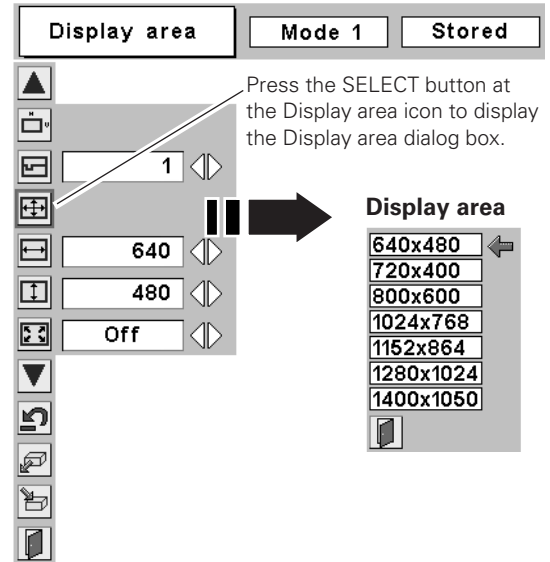 Display area
Mode 1
Stored
Press the SELECT button at
the Display area icon to display
the Display area dialog box.
H
V
1
640
480
Off
Display area
640x480
720x400
800x600
1024x768
1152x864
1280x1024
1400x1050